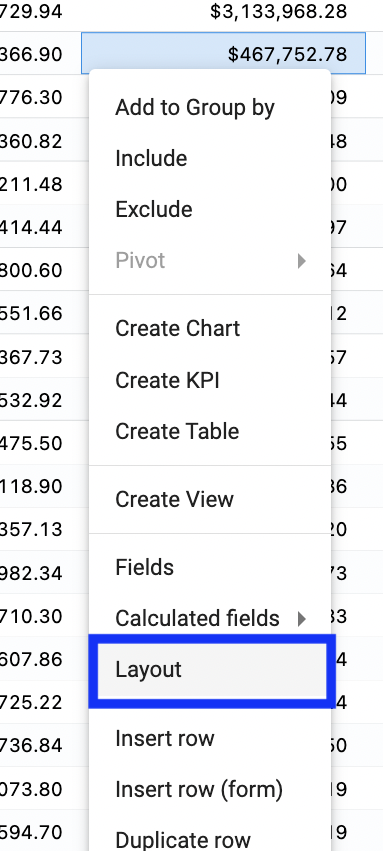 729.94 $3,133,968.28
366.90 $467,752.78
776.30 09
Add to Group by
360.82 48
Include
211.48 00
Exclude
414.44 97
Pivot
800.60 64
551.66 12
Create Chart
367.73 57
Create KPI
532.92 44
Create Table
475.50 55
118.90
Create View
357.13 20
Fields
982.34 73
710.30
Calculated fields
607.86 4
Layout
725.22 4
Insert row
736.84 50
Insert row (form)
073.80 19
594.70 19
Duplicate row